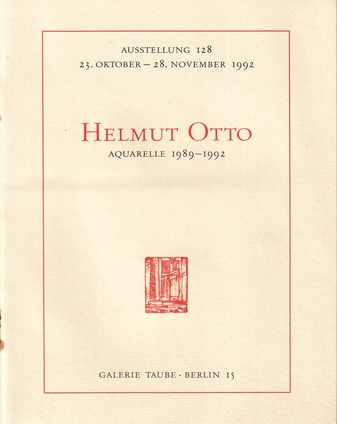 AUSSTELLUNG 128
23. OKTOBER – 28. NOVEMBER 1992
HELMUT OTTO
AQUARELLE 1989–1992
GALERIE TAUBE · BERLIN 15